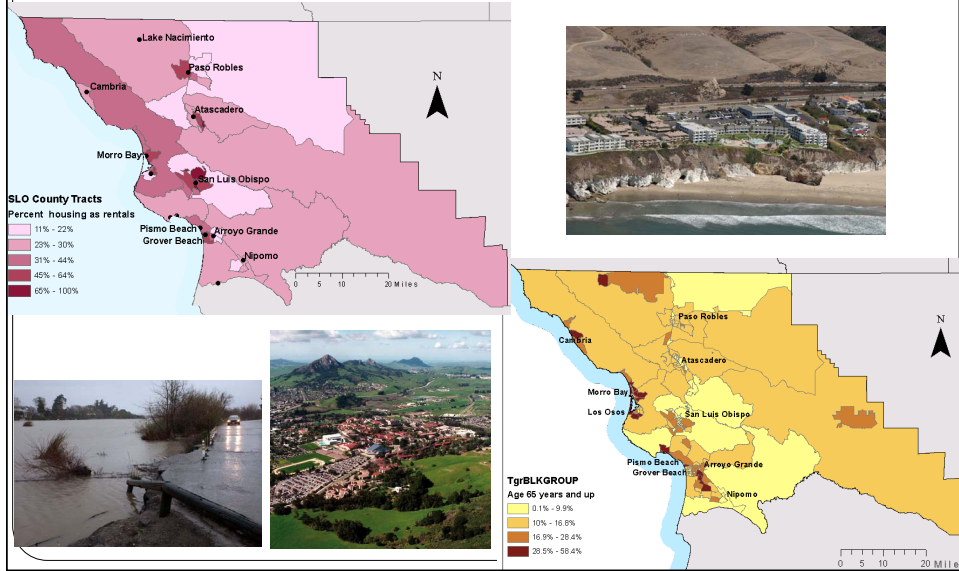 Lake Nacimiento
Paso Robles
Cambria
Atascadero
Morro Bay
San Luis Obispo
Pismo Beach
Grover Beach
Arroyo Grande
Nipomo
N
SLO County Tracts
Percent housing as rentals
11% - 22%
23% - 30%
31% - 44%
45% - 64%
65% - 100%
0 5 10 20 Miles
Paso Robles
Cambria
Atascadero
Morro Bay
Los Osos
San Luis Obispo
Pismo Beach
Grover Beach
Arroyo Grande
Nipomo
N
TgrBLKGROUP
Age 65 years and up
0.1% - 9.9%
10% - 16.8%
16.9% - 28.4%
28.5% - 58.4%
0 5 10 20 Mile